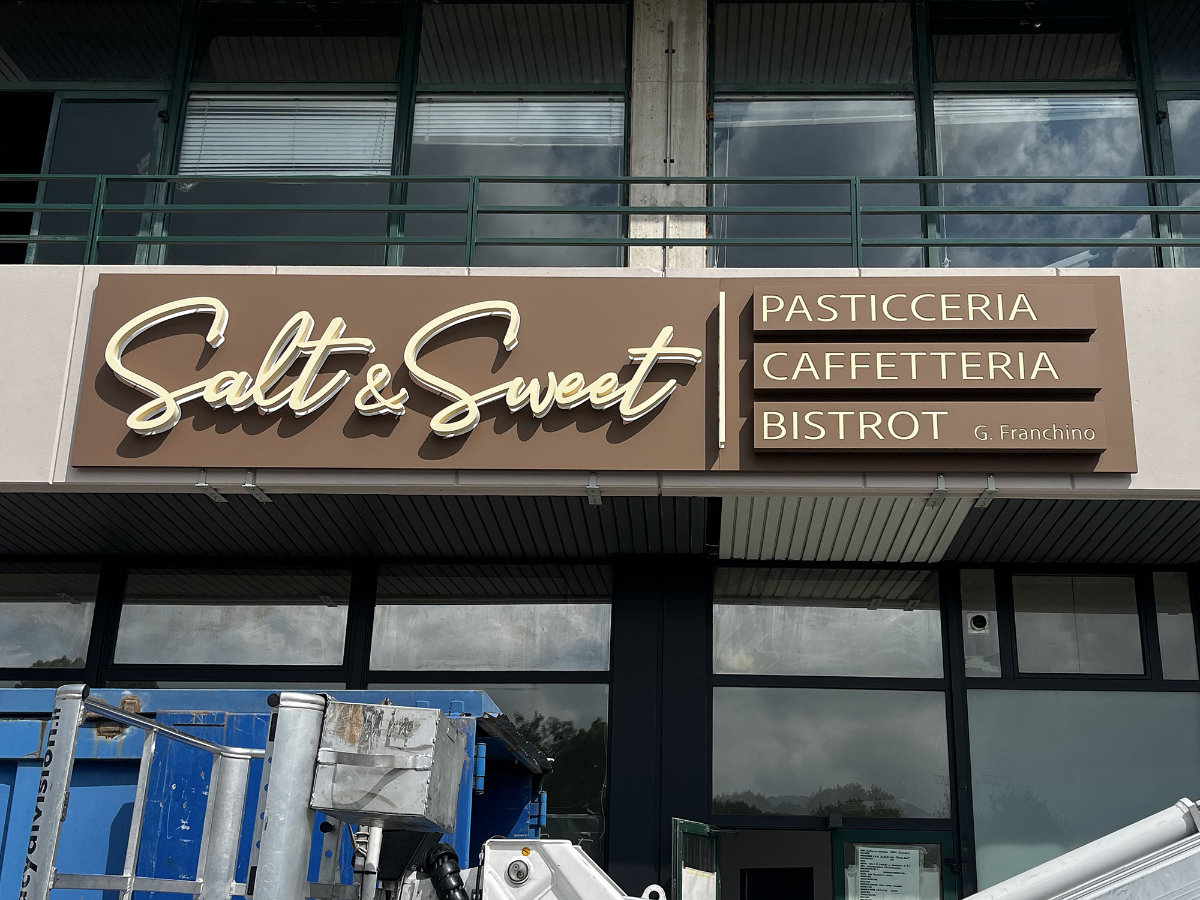 Salt & Sweet
PASTICCERIA
CAFFETTERIA
BISTROT G. Franchino